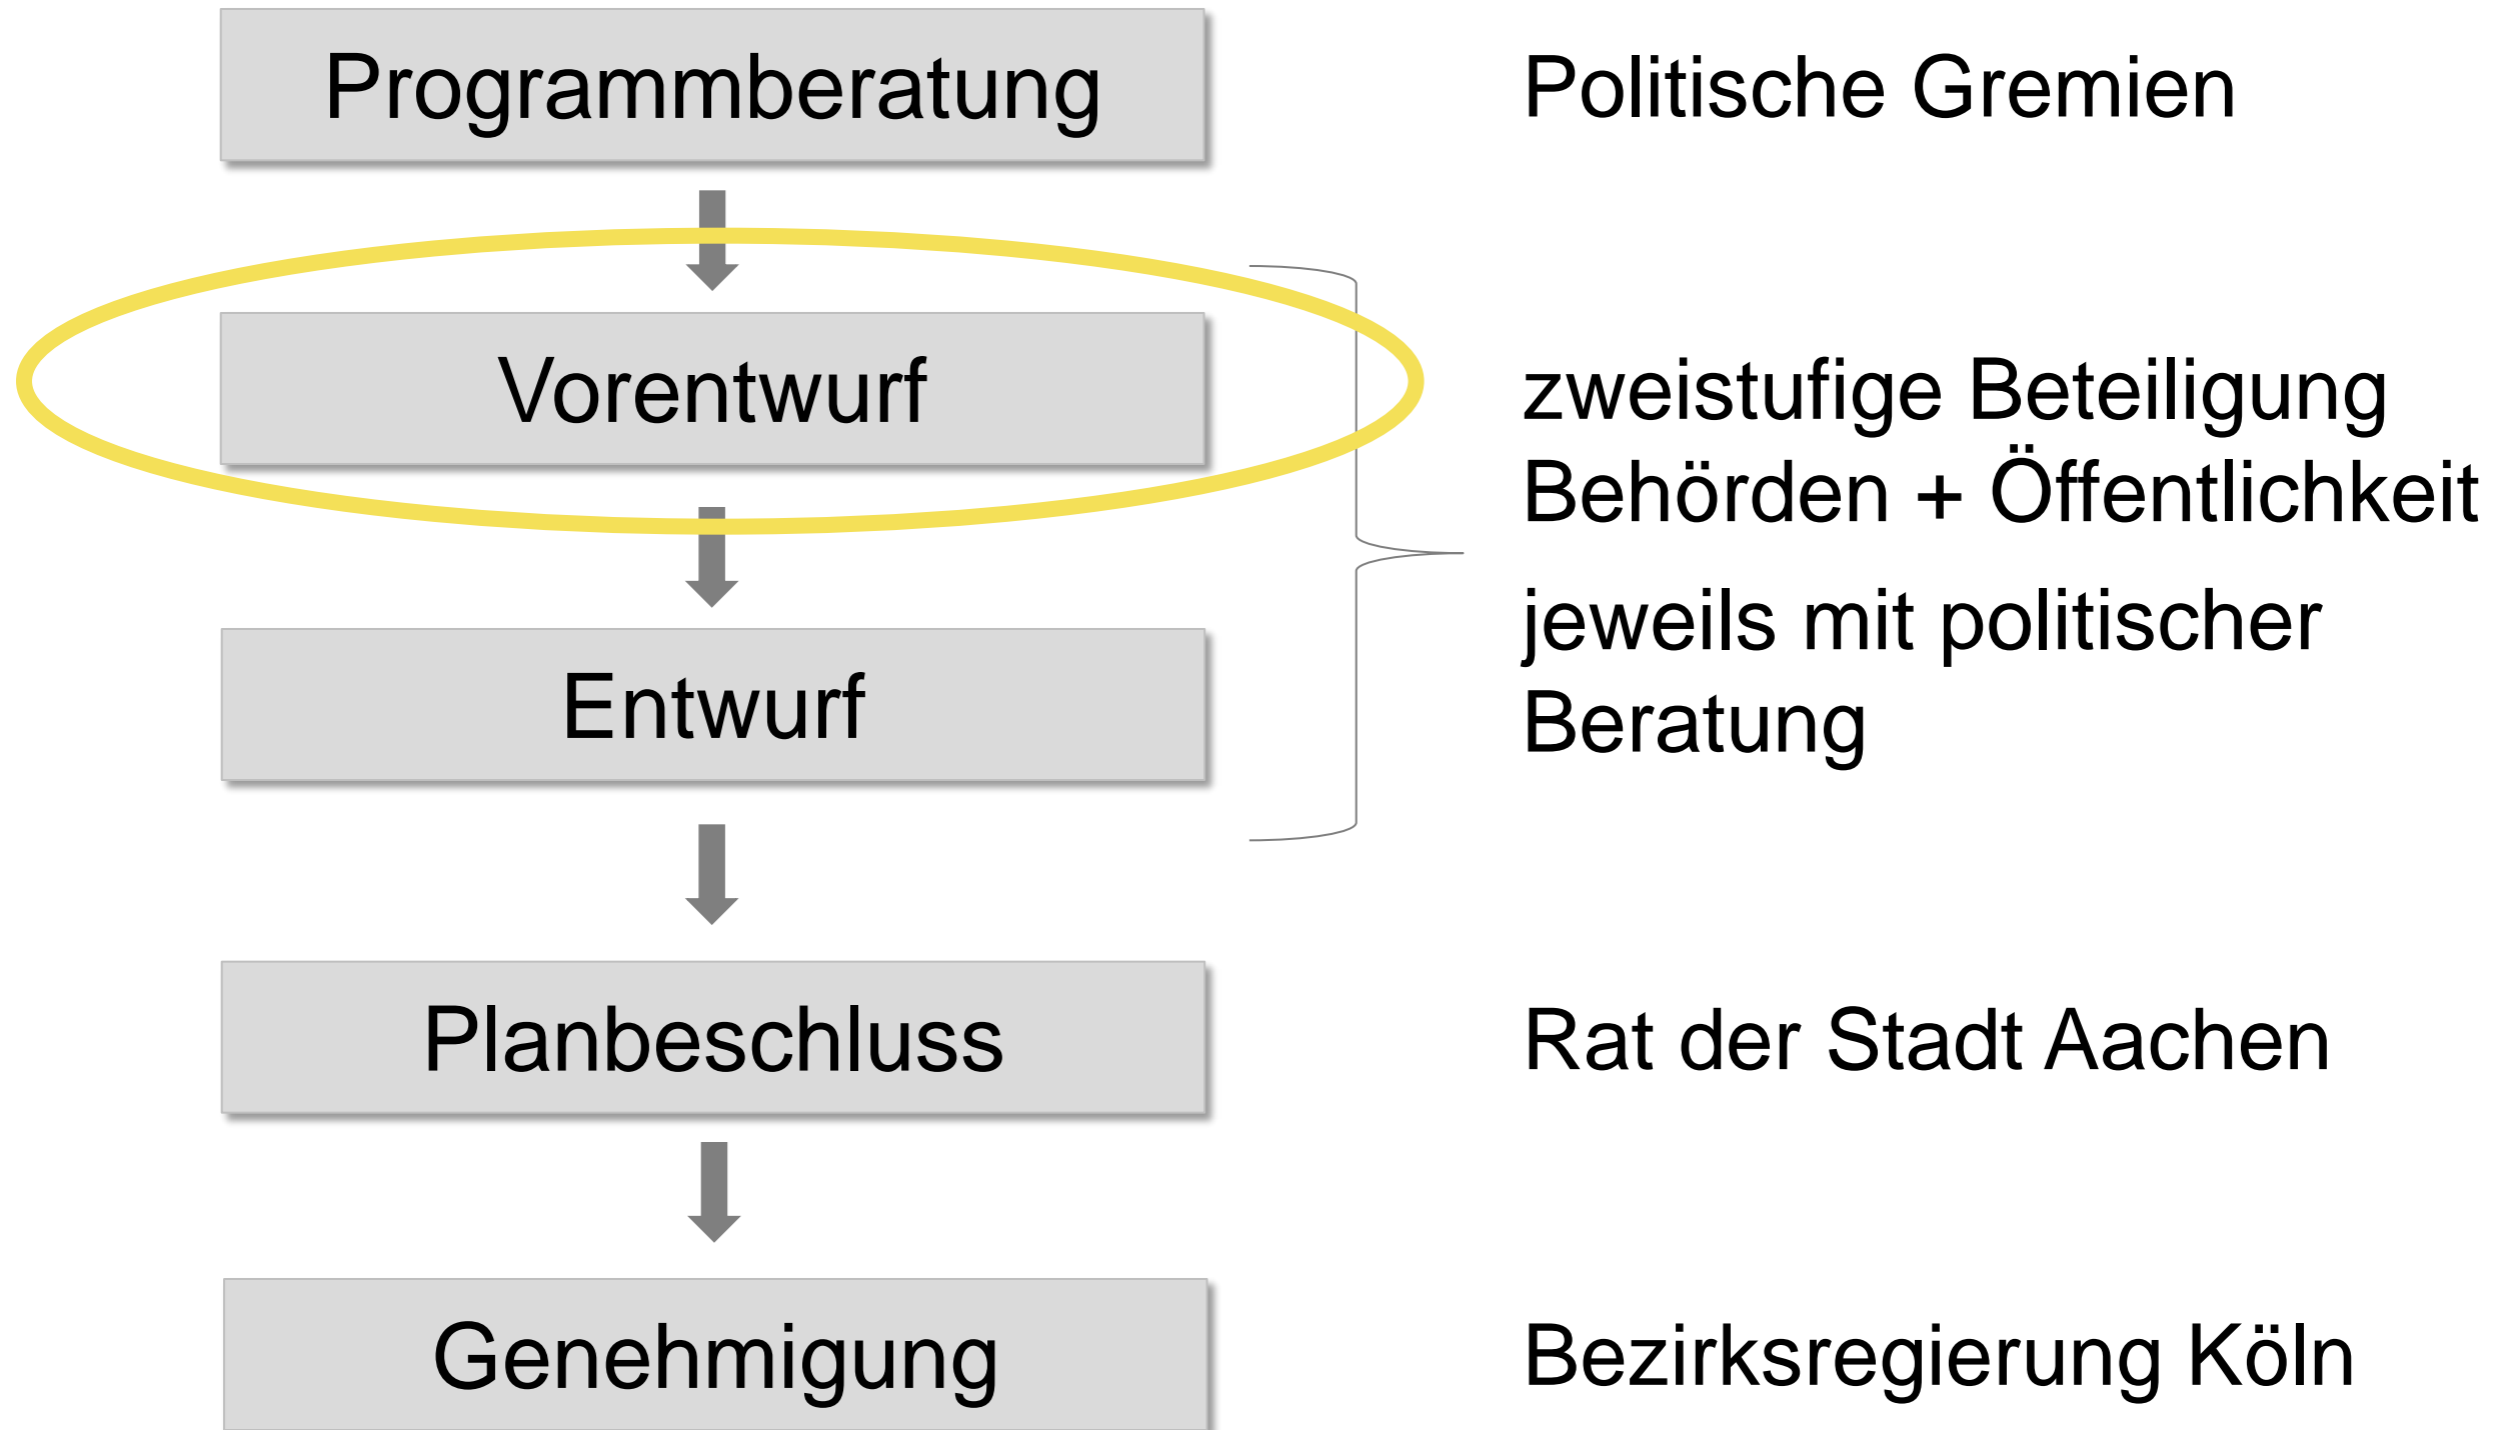 Programmberatung
Politische Gremien
Vorentwurf
zweistufige Beteiligung
Behörden + Öffentlichkeit
jeweils mit politischer
Beratung
Entwurf
Planbeschluss
Rat der Stadt Aachen
Genehmigung
Bezirksregierung Köln